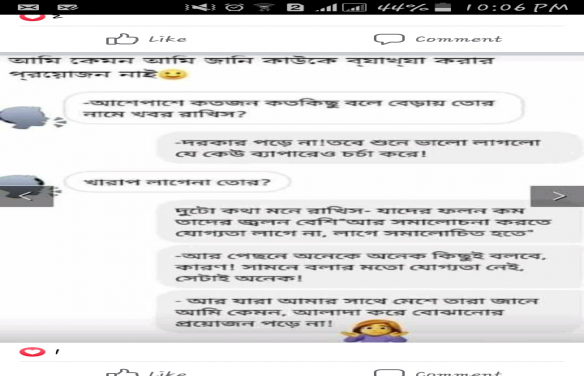 44% 10:06 PM
2
Like Comment
আমি কেমন আমি জানি কাউকে ব্যাখ্যা করার
প্রয়োজন নাই
-আশেপাশে কতজন কতকিছু বলে বেড়ায় তোর
নামে খবর রাখিস?
-দরকার পড়ে না!তবে শুনে ভালো লাগলো
যে কেউ ব্যাপারেও চর্চা করে!
খারাপ লাগেনা তোর?
দুটো কথা মনে রাখিস- যাদের ফলন কম
তাদের জ্বলন বেশি"আর সমালোচনা করতে
যোগ্যতা লাগে না, লাগে সমালোচিত হতে"
-আর পেছনে অনেকে অনেক কিছুই বলবে,
কারণ! সামনে বলার মতো যোগ্যতা নেই,
সেটাই অনেক!
- আর যারা আমার সাথে মেশে তারা জানে
আমি কেমন, আলাদা করে বোঝানোর
প্রয়োজন পড়ে না!
1
Like Comment